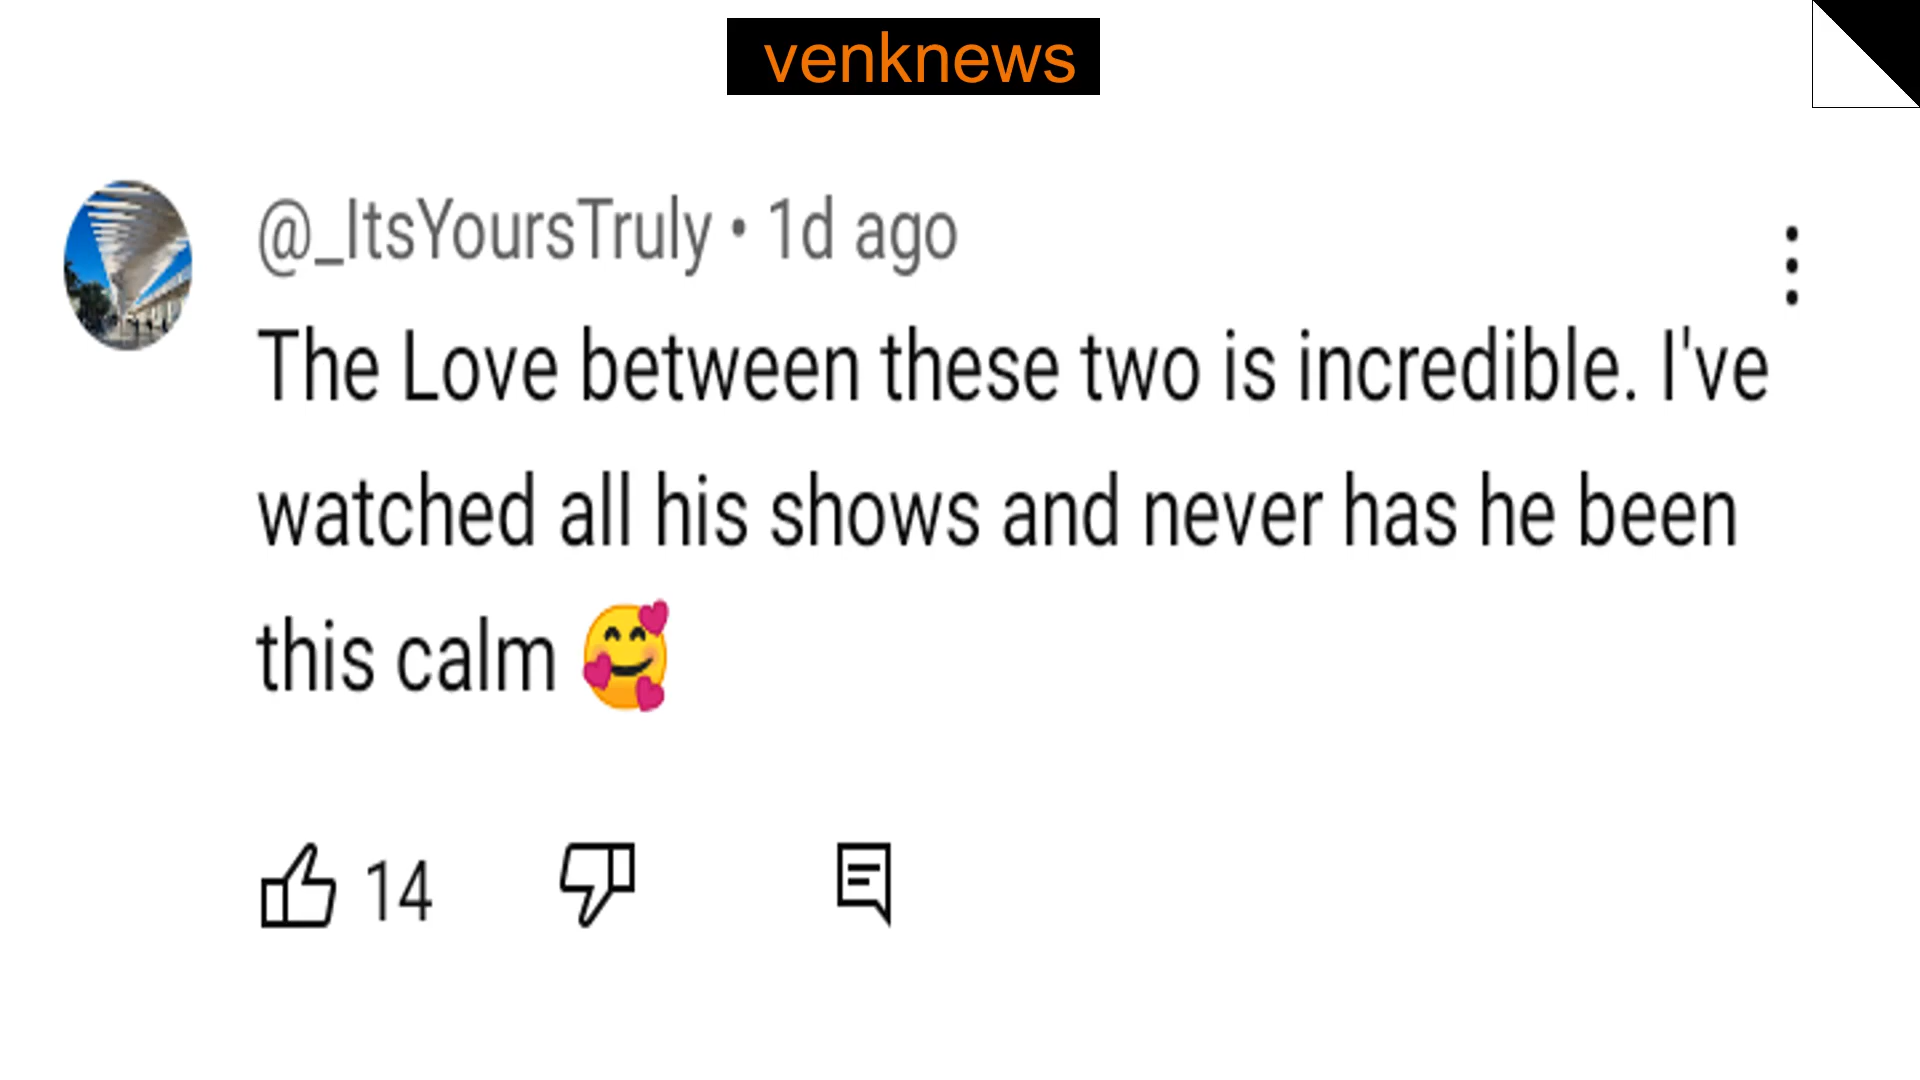 venknews
@_ItsYoursTruly • 1d ago
The Love between these two is incredible. I've
watched all his shows and never has he been
this calm 🥰
14